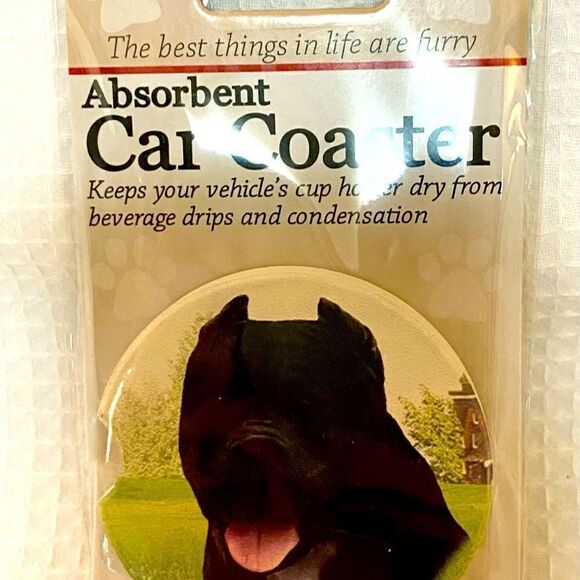 The best things in life are furry
Absorbent
Car Coaster
Keeps your vehicle's cup holder dry from
beverage drips and condensation